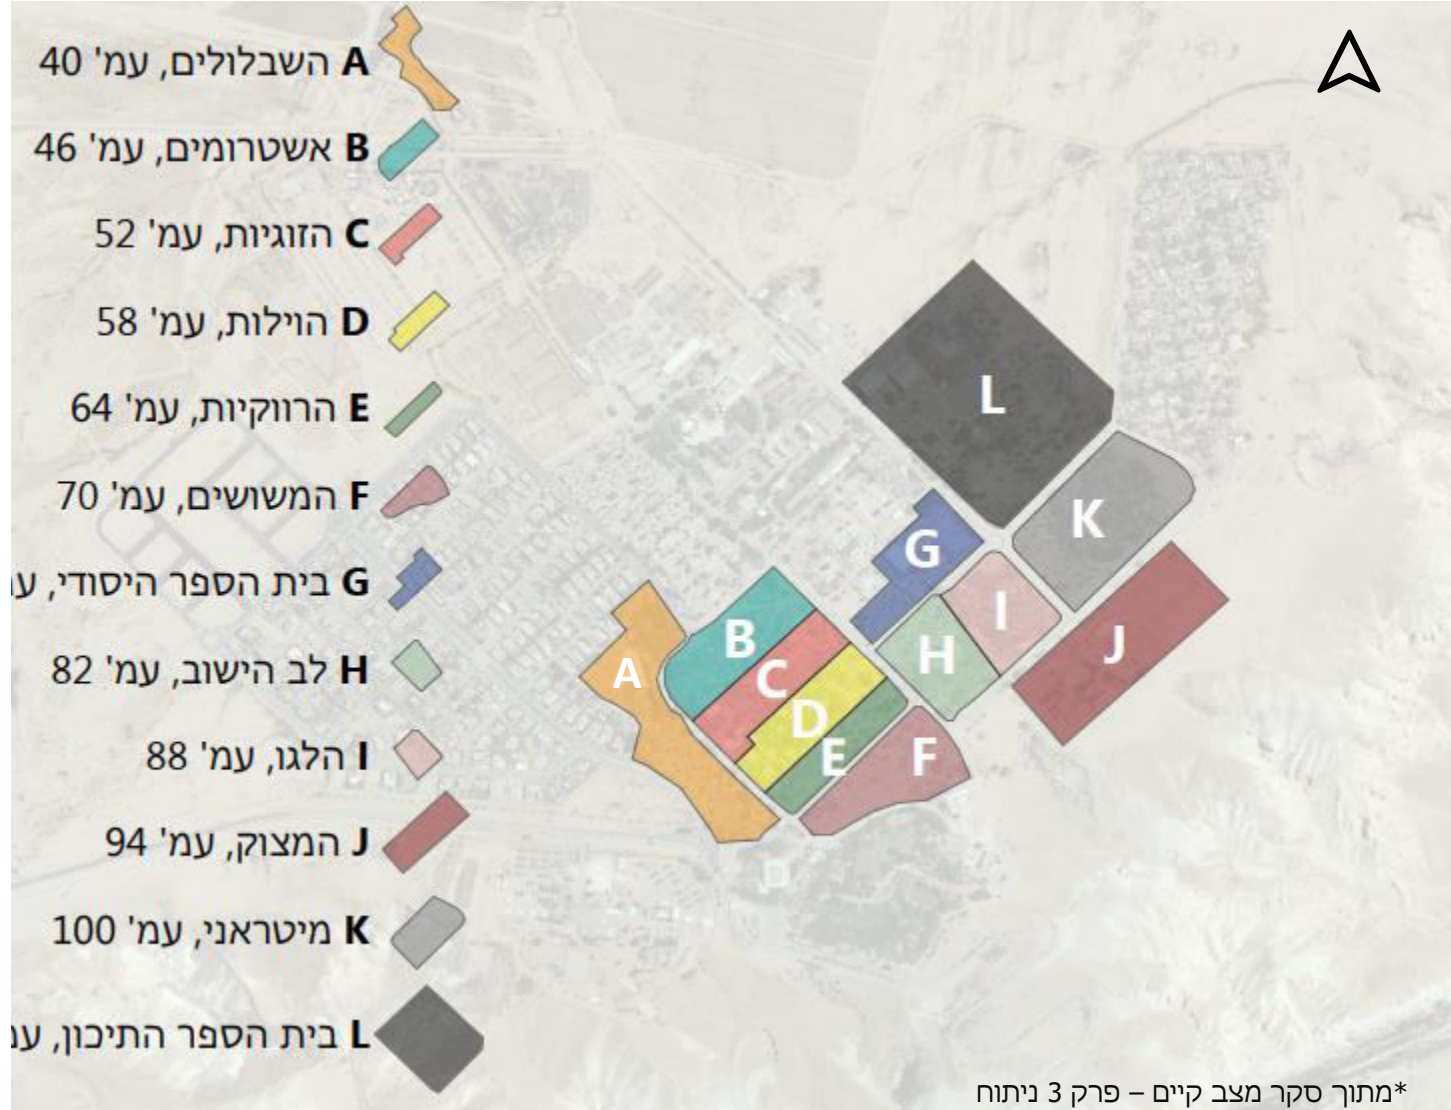 A השבלולים, עמ' 40
B אשטרומים, עמ' 46
C הזוגיות, עמ' 52
D הוילות, עמ' 58
E הרווקיות, עמ' 64
F המשושים, עמ' 70
G בית הספר היסודי,
H לב הישוב, עמ' 82
I הלגו, עמ' 88
J המצוק, עמ' 94
K מיטראני, עמ' 100
L בית הספר התיכון,
L
K
G
I
J
H
B
A
C
D
E
F
*מתוך סקר מצב קיים – פרק 3 ניתוח